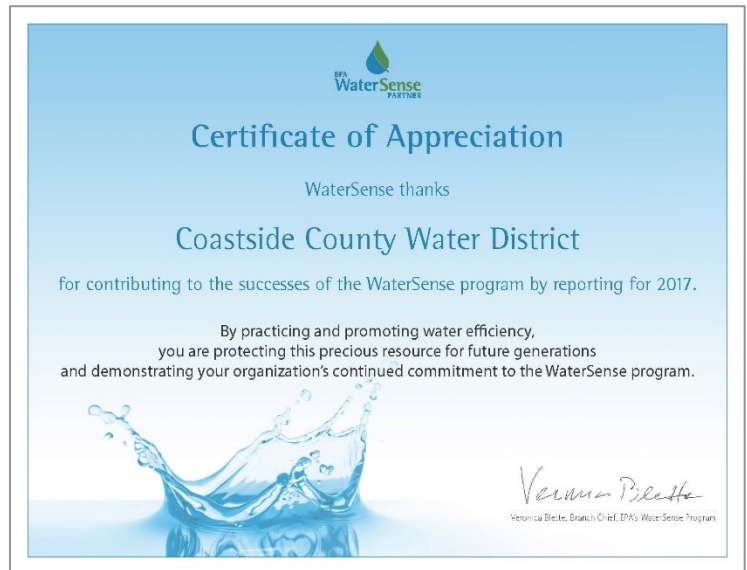 EPA
WaterSense
PARTNER
Certificate of Appreciation
WaterSense thanks
Coastside County Water District
for contributing to the successes of the WaterSense program by reporting for 2017.
By practicing and promoting water efficiency,
you are protecting this precious resource for future generations
and demonstrating your organization's continued commitment to the WaterSense program.
Veronica Blette
Veronica Blette, Branch Chief, EPA's WaterSense Program